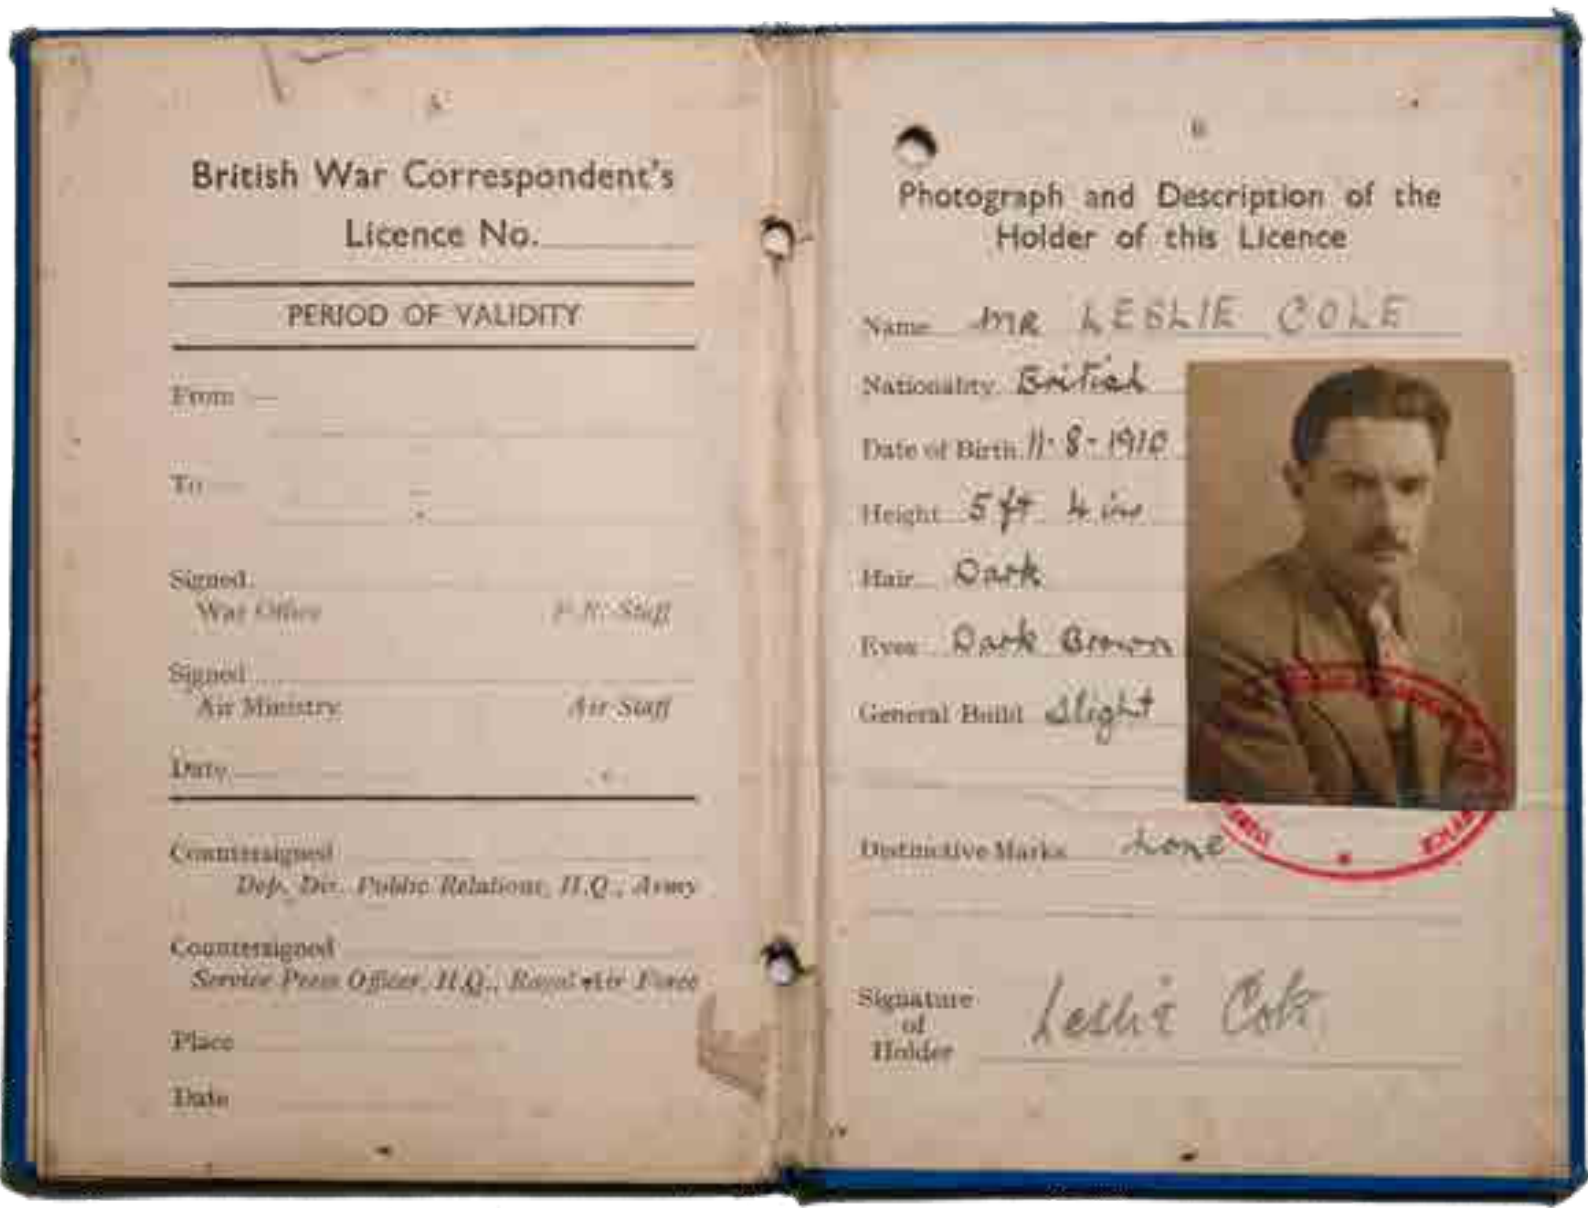 British War Correspondent's
Licence No.
PERIOD OF VALIDITY
From
To
Signed
War Office P.R. Staff
Signed
Air Ministry Air Staff
Date
Countersigned
Dep. Dir. Public Relations, H.Q., Army
Countersigned
Service Press Officer, H.Q., Royal Air Force
Place
Date
Photograph and Description of the
Holder of this Licence
Name MR LESLIE COLE
Nationality British
Date of Birth 11-8-1910
Height 5 ft 4 ins
Hair Dark
Eyes Dark Brown
General Build Slight
Distinctive Marks None
Signature
of
Holder
Leslie Cole